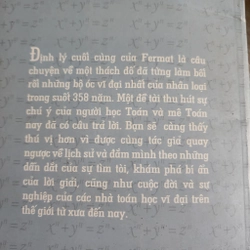 Định lý cuối cùng của Fermat là câu
chuyện về một thách đố đã từng làm bối
rối những bộ óc vĩ đại nhất của nhân loại
trong suốt 358 năm. Một đề tài thu hút sự
chú ý của người học Toán và mê Toán
nay đã có câu trả lời. Bạn sẽ càng thấy
thú vị hơn vì được cùng tác giả quay
ngược về lịch sử và đắm mình theo những
dẫn dắt của sự tìm tòi, khám phá bí ẩn
của lời giải, cũng như cuộc đời và sự
nghiệp của các nhà toán học vĩ đại trên
thế giới từ xưa đến nay.